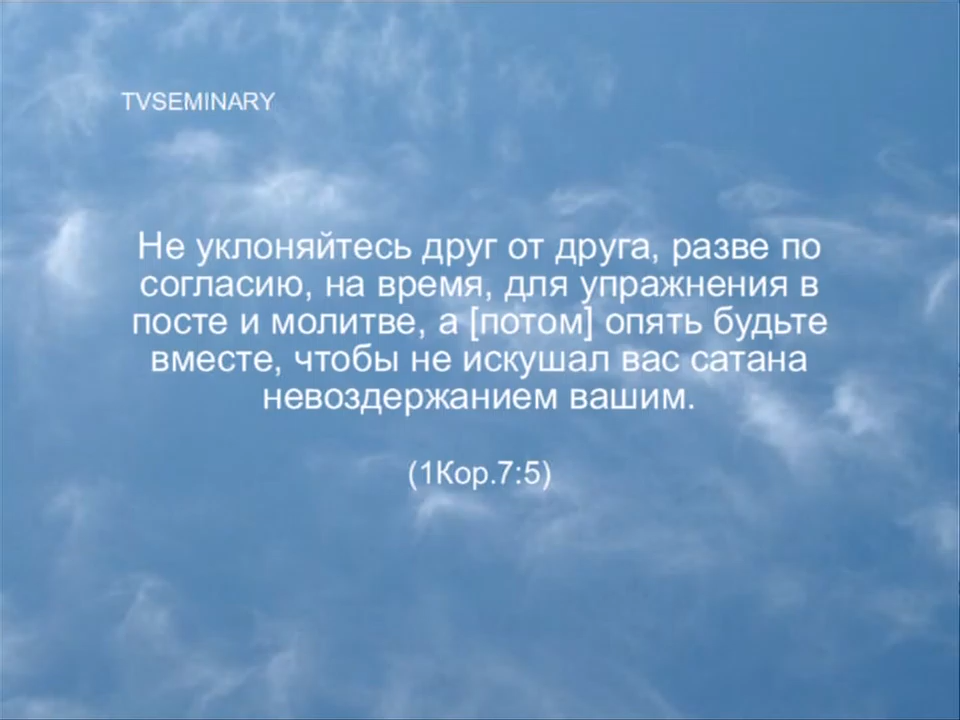 TVSEMINARY
Не уклоняйтесь друг от друга, разве по
согласию, на время, для упражнения в
посте и молитве, а [потом] опять будьте
вместе, чтобы не искушал вас сатана
невоздержанием вашим.
(1Кор.7:5)